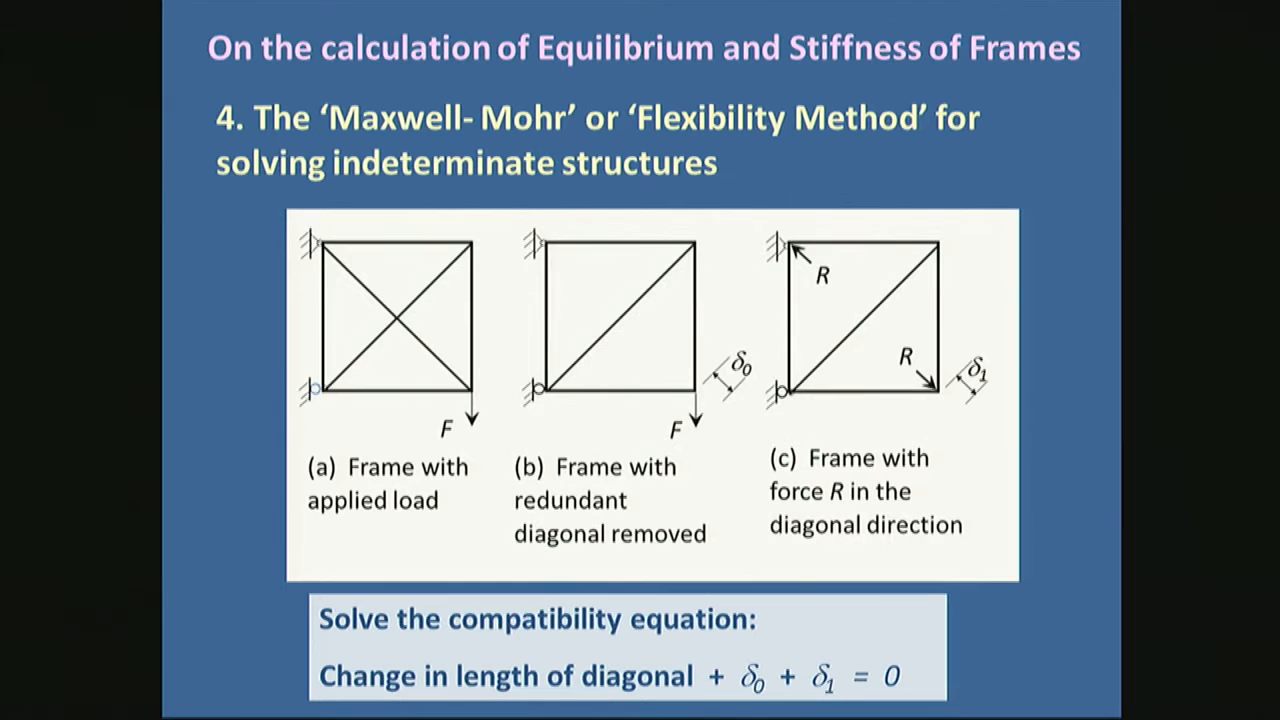 On the calculation of Equilibrium and Stiffness of Frames
4. The ‘Maxwell- Mohr’ or ‘Flexibility Method’ for
solving indeterminate structures
F
(a) Frame with
applied load
δ0
F
(b) Frame with
redundant
diagonal removed
R
R
δ1
(c) Frame with
force R in the
diagonal direction
Solve the compatibility equation:
Change in length of diagonal + δ0 + δ1 = 0